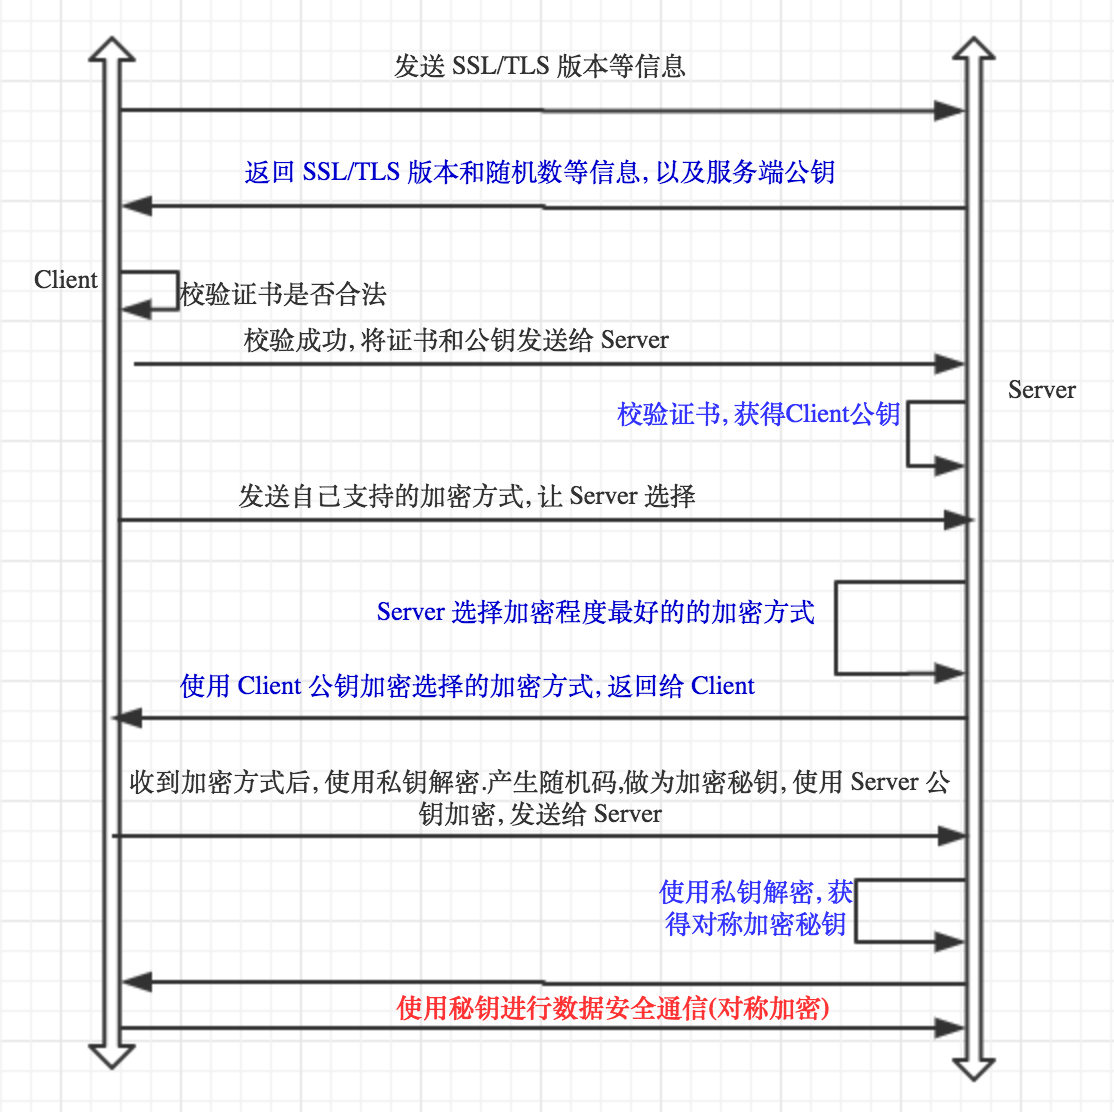 发送 SSL/TLS 版本等信息
返回 SSL/TLS 版本和随机数等信息, 以及服务端公钥
Client
校验证书是否合法
校验成功, 将证书和公钥发送给 Server
Server
校验证书, 获得Client公钥
发送自己支持的加密方式, 让 Server 选择
Server 选择加密程度最好的的加密方式
使用 Client 公钥加密选择的加密方式, 返回给 Client
收到加密方式后, 使用私钥解密.产生随机码,做为加密秘钥, 使用 Server 公
钥加密, 发送给 Server
使用私钥解密, 获
得对称加密秘钥
使用秘钥进行数据安全通信(对称加密)